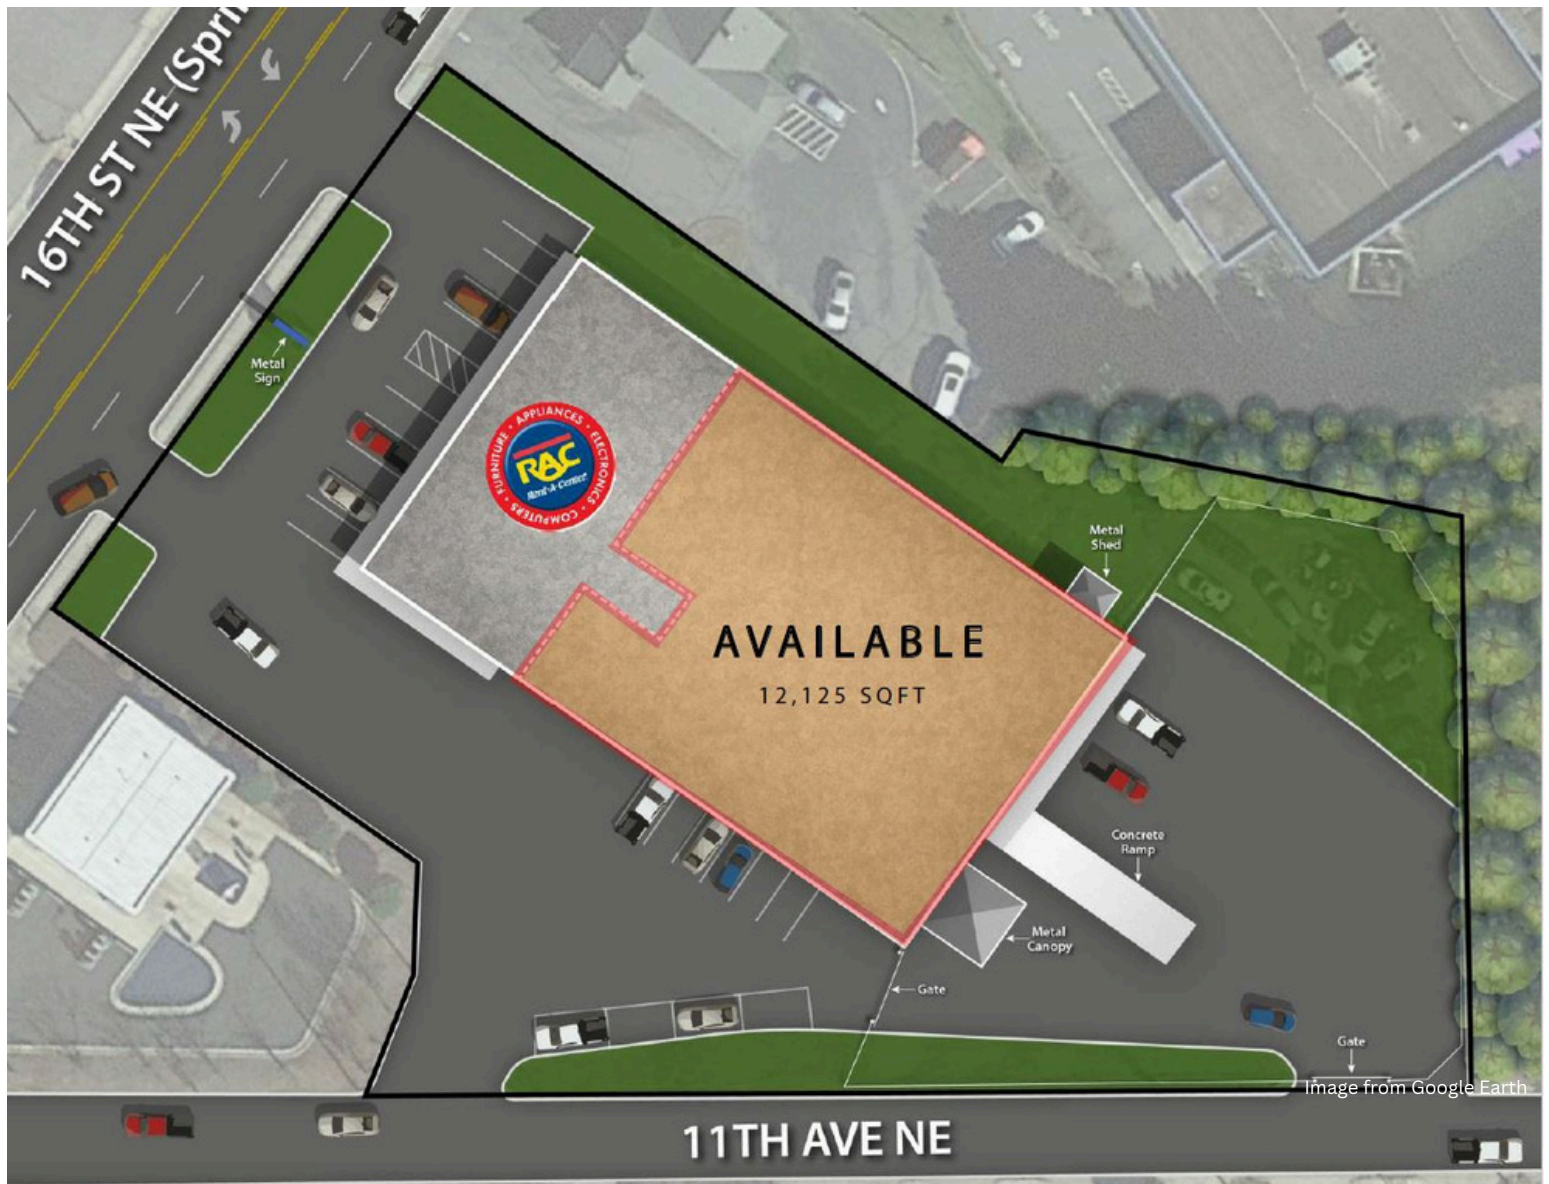 16TH ST NE (Spri
Metal
Sign
FURNITURE • APPLIANCES • ELECTRONICS • COMPUTERS •
RAC
Rent-A-Center
Metal
Shed
AVAILABLE
12,125 SQFT
Concrete
Ramp
Metal
Canopy
Gate
Gate
Image from Google Earth
11TH AVE NE